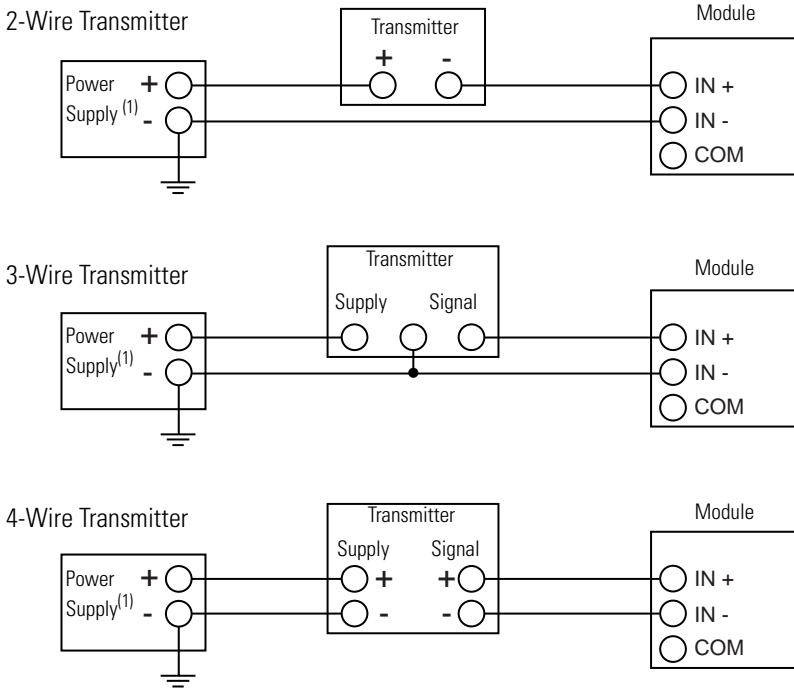 2-Wire Transmitter
Transmitter
Module
+ -
Power +
Supply (1) -
IN +
IN -
COM
3-Wire Transmitter
Transmitter
Module
Supply Signal
Power +
Supply(1) -
IN +
IN -
COM
4-Wire Transmitter
Transmitter
Module
Supply Signal
Power +
Supply(1) -
+ +
- -
IN +
IN -
COM